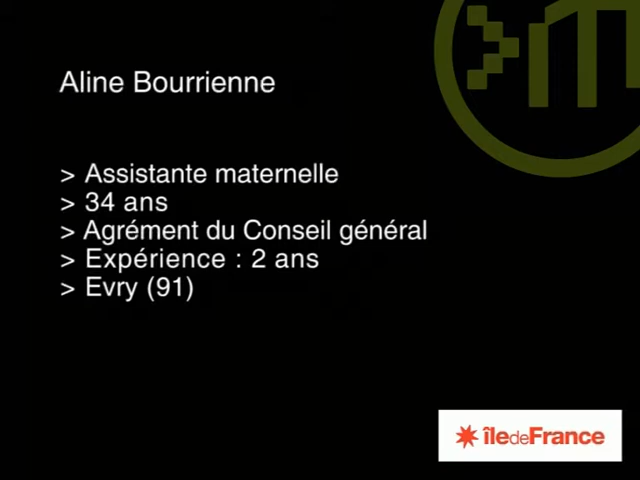 Aline Bourrienne
> Assistante maternelle
> 34 ans
> Agrément du Conseil général
> Expérience : 2 ans
> Evry (91)
îledeFrance